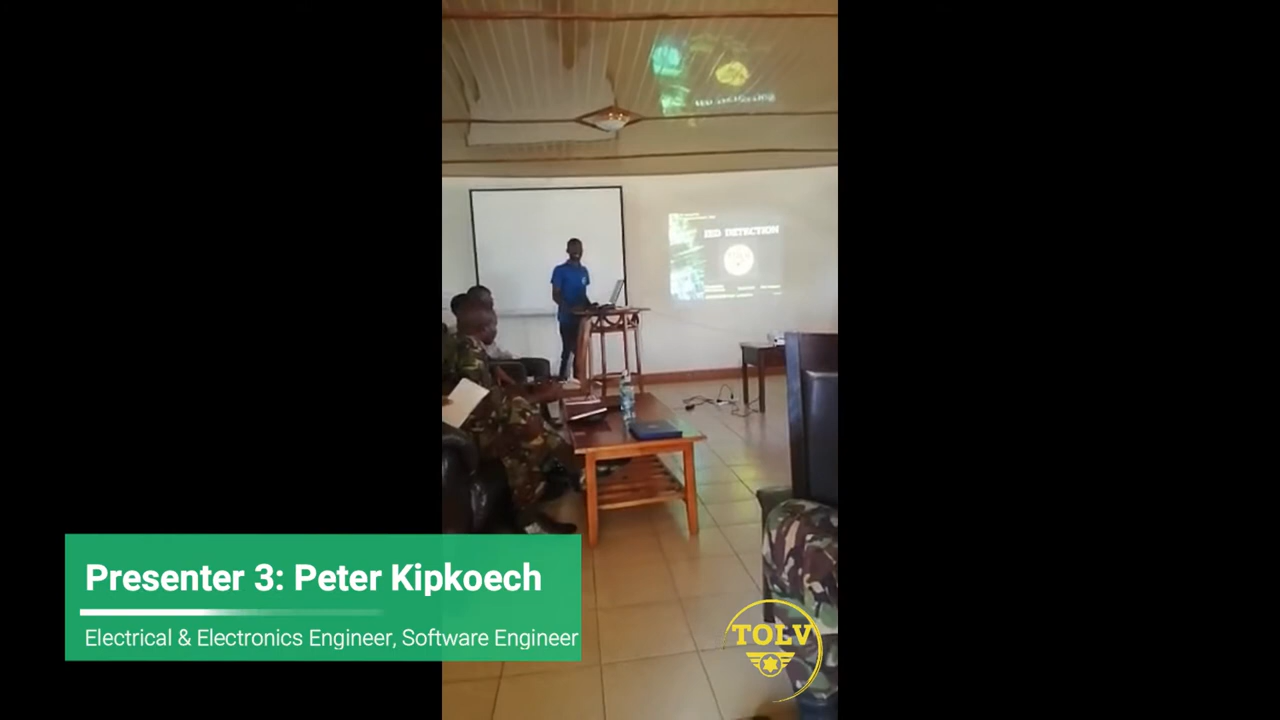 IED DETECTION
Presenter 3: Peter Kipkoech
Electrical & Electronics Engineer, Software Engineer
TOLV